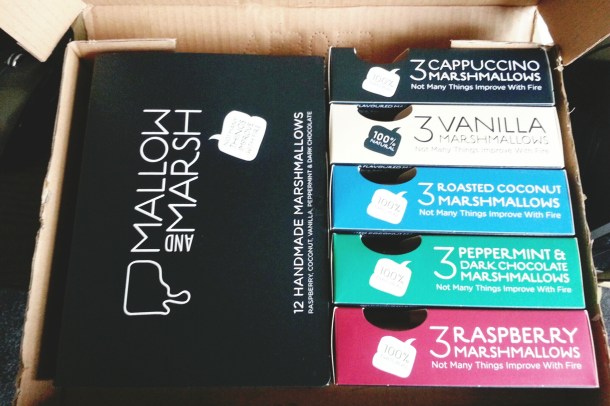 MALLOW
AND MARSH
12 HANDMADE MARSHMALLOWS
RASPBERRY, COCONUT, VANILLA, PEPPERMINT & DARK CHOCOLATE
3 CAPPUCCINO
MARSHMALLOWS
Not Many Things Improve With Fire
3 VANILLA
MARSHMALLOWS
Not Many Things Improve With Fire
100%
NATURAL
3 ROASTED COCONUT
MARSHMALLOWS
Not Many Things Improve With Fire
100%
3 PEPPERMINT &
DARK CHOCOLATE
MARSHMALLOWS
Not Many Things Improve With Fire
100%
3 RASPBERRY
MARSHMALLOWS
Not Many Things Improve With Fire
100%